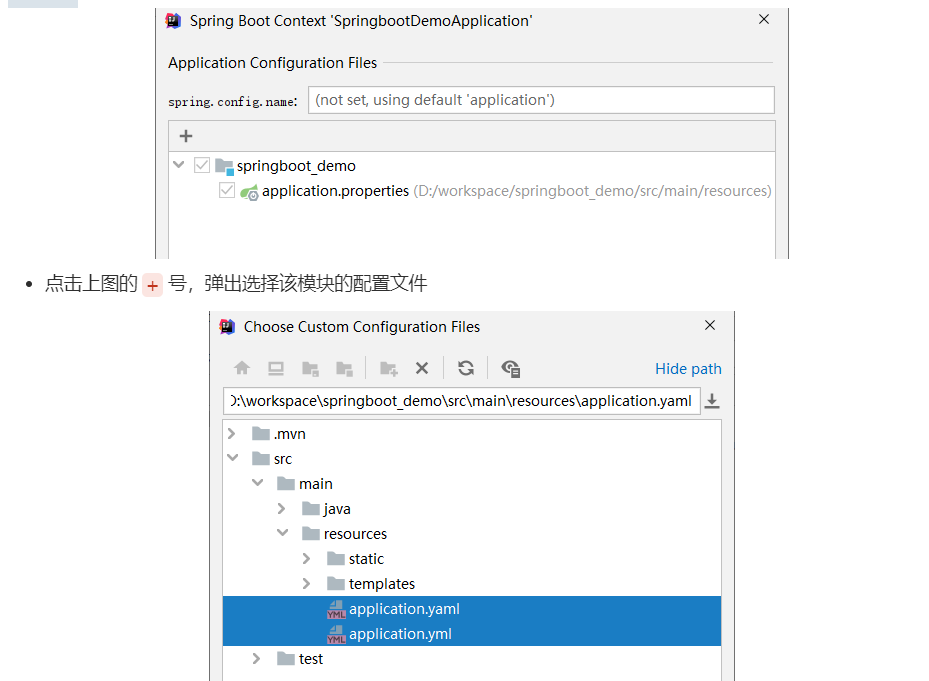 Spring Boot Context 'SpringbootDemoApplication'
Application Configuration Files
spring.config.name: (not set, using default 'application')
springboot_demo
application.properties (D:/workspace/springboot_demo/src/main/resources)
• 点击上图的 + 号，弹出选择该模块的配置文件
Choose Custom Configuration Files
Hide path
D:\workspace\springboot_demo\src\main\resources\application.yaml
.mvn
src
main
java
resources
static
templates
application.yaml
application.yml
test